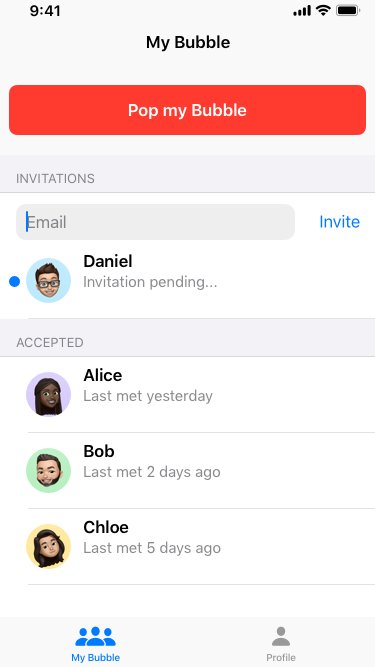 9:41
My Bubble
Pop my Bubble
INVITATIONS
Email
Invite
Daniel
Invitation pending...
ACCEPTED
Alice
Last met yesterday
Bob
Last met 2 days ago
Chloe
Last met 5 days ago
My Bubble
Profile